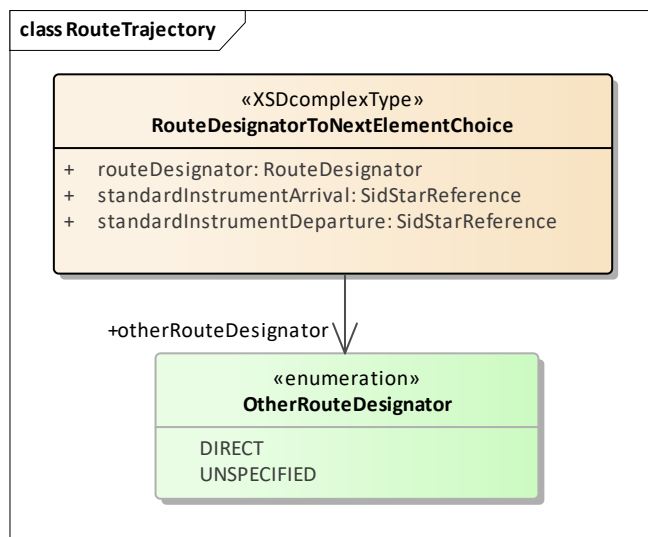 class RouteTrajectory
«XSDcomplexType»
RouteDesignatorToNextElementChoice
+ routeDesignator: RouteDesignator
+ standardInstrumentArrival: SidStarReference
+ standardInstrumentDeparture: SidStarReference
+otherRouteDesignator
«enumeration»
OtherRouteDesignator
DIRECT
UNSPECIFIED